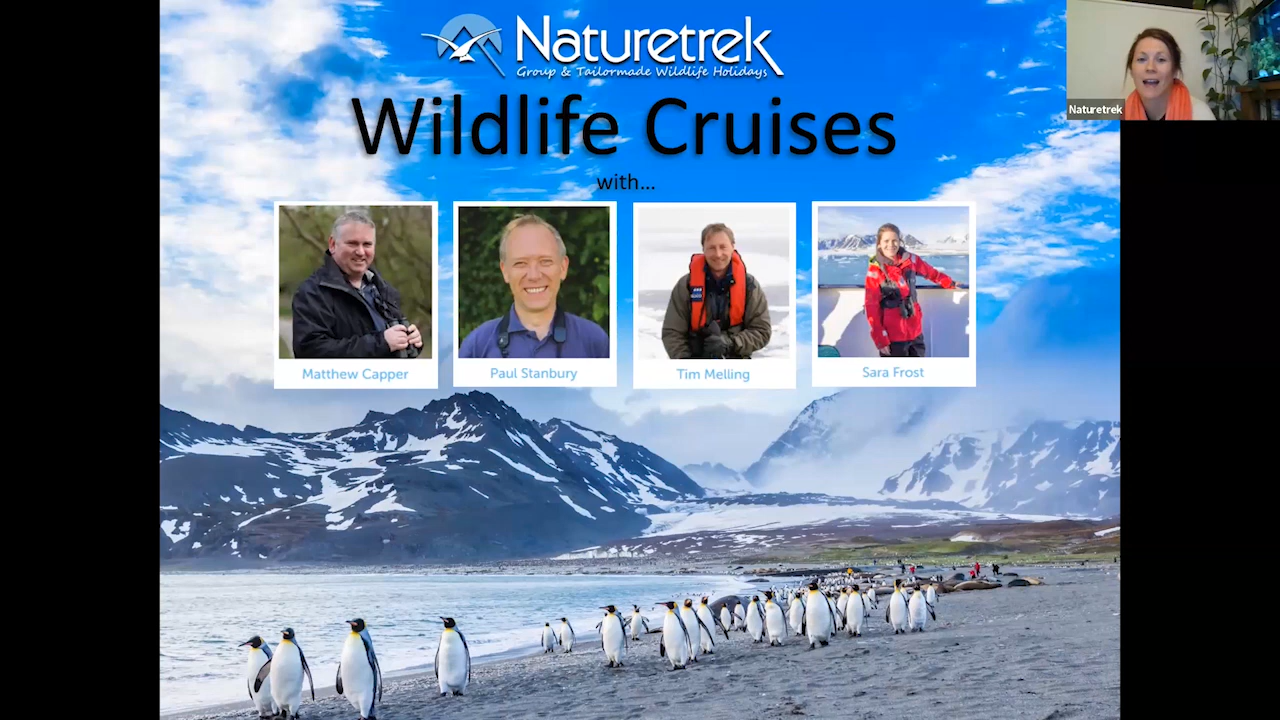 Naturetrek
Group & Tailormade Wildlife Holidays
Wildlife Cruises
with...
Matthew Capper
Paul Stanbury
Tim Melling
Sara Frost
Naturetrek